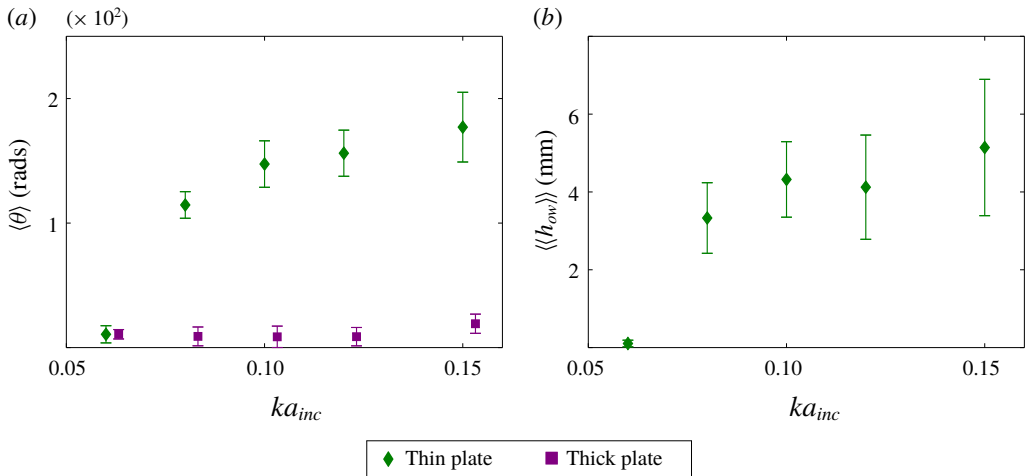 (a) (× 10²)
⟨θ⟩ (rads)
2
1
0.05 0.10 0.15
ka_inc
(b)
⟨⟨h_ow⟩⟩ (mm)
6
4
2
0.05 0.10 0.15
ka_inc
Thin plate Thick plate